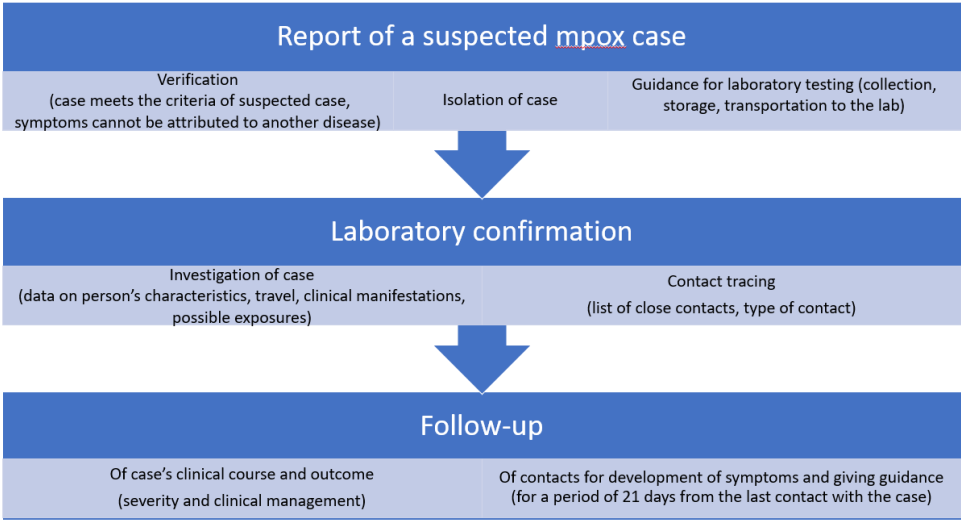 Report of a suspected mpox case
Verification
(case meets the criteria of suspected case,
symptoms cannot be attributed to another disease)
Isolation of case
Guidance for laboratory testing (collection,
storage, transportation to the lab)
Laboratory confirmation
Investigation of case
(data on person's characteristics, travel, clinical manifestations,
possible exposures)
Contact tracing
(list of close contacts, type of contact)
Follow-up
Of case's clinical course and outcome
(severity and clinical management)
Of contacts for development of symptoms and giving guidance
(for a period of 21 days from the last contact with the case)